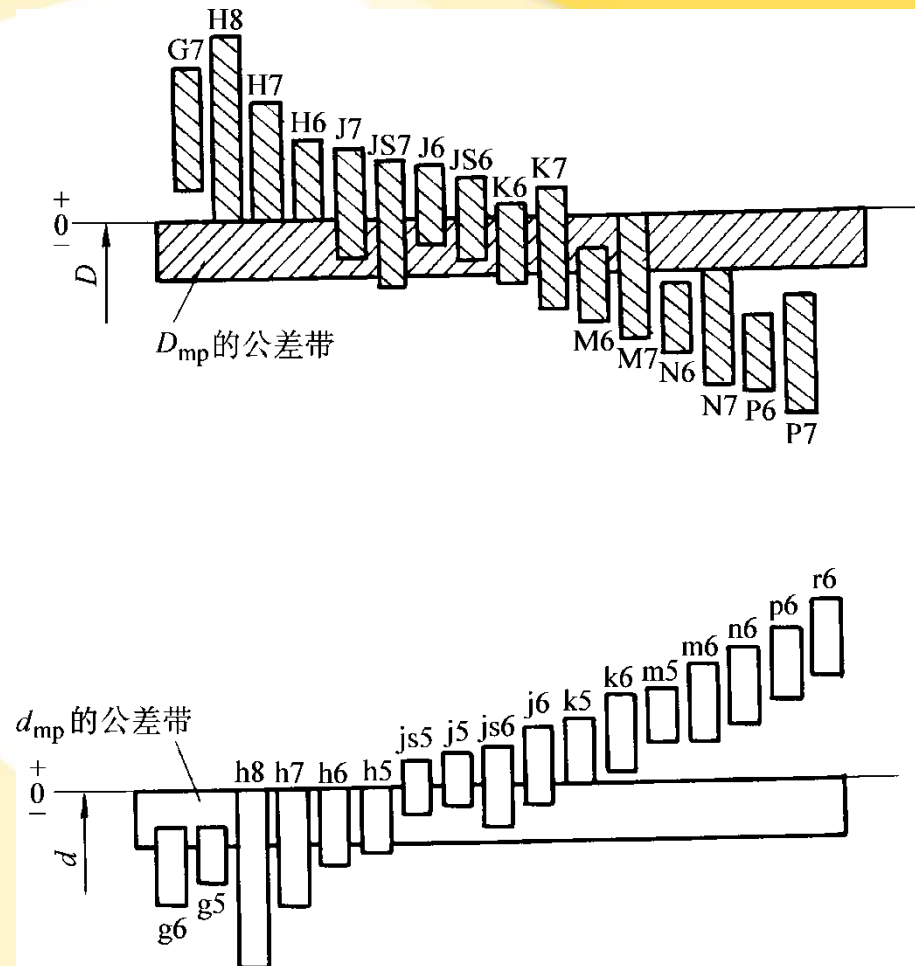 H8
G7
H7
H6
J7
JS7
J6
JS6
K6
K7
+
0
−
D
Dmp的公差带
M6
M7
N6
N7
P6
P7
r6
p6
n6
m6
m5
k6
k5
j6
js6
j5
js5
dmp的公差带
h8
h7
h6
h5
+
0
−
d
g6
g5